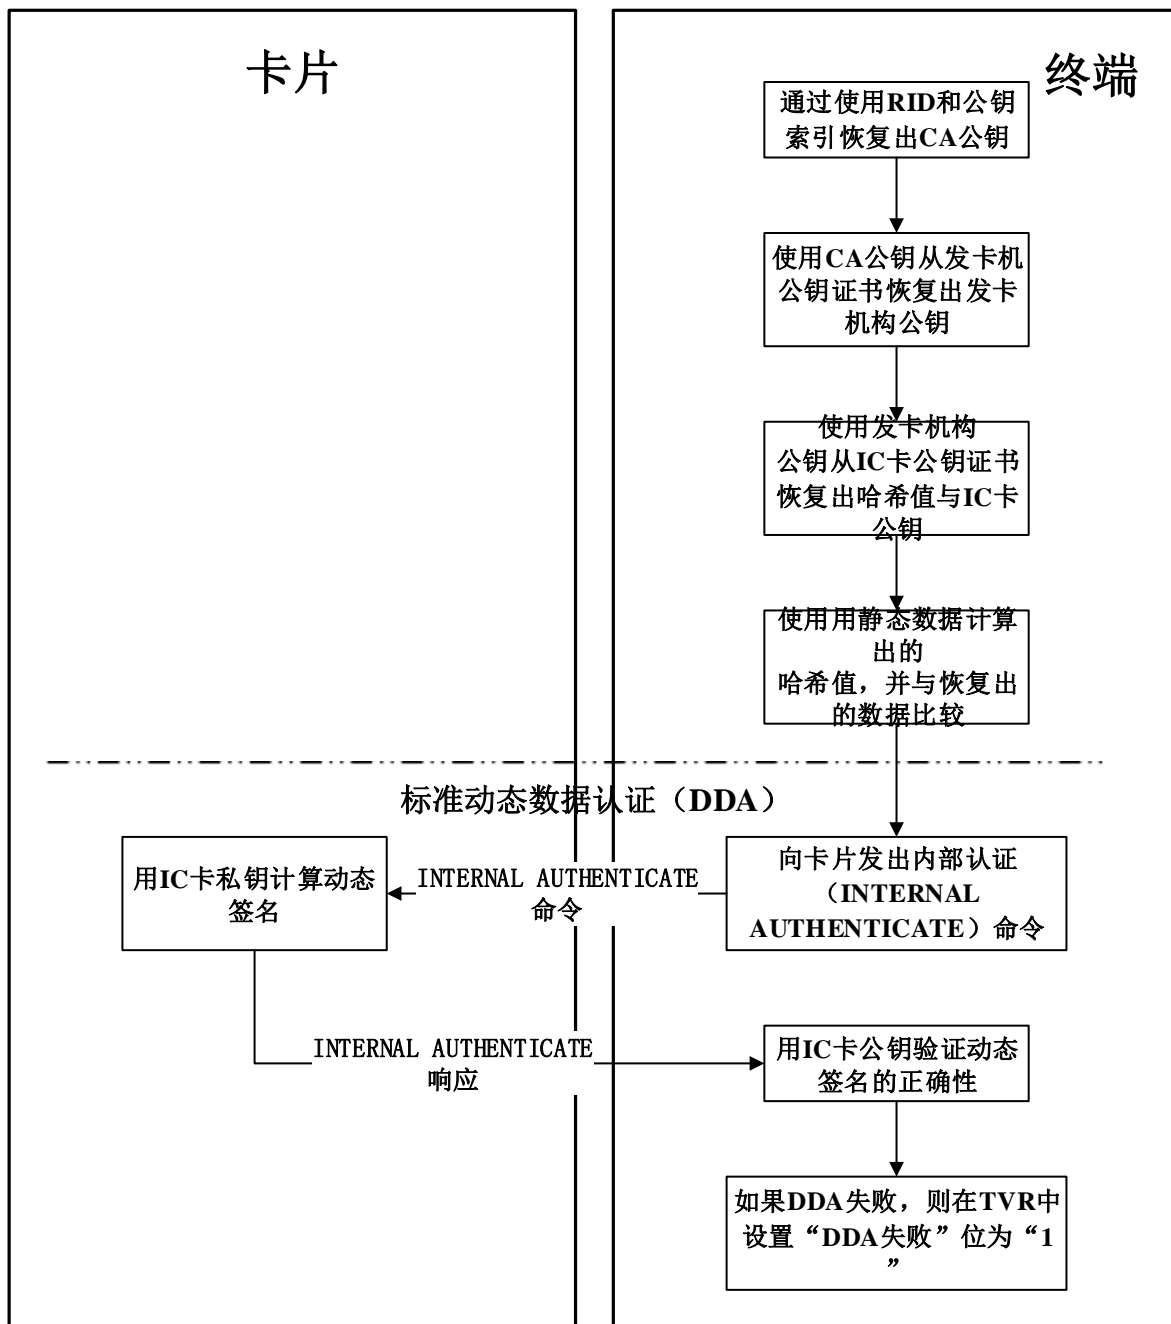 卡片
终端
通过使用RID和公钥
索引恢复出CA公钥
使用CA公钥从发卡机
公钥证书恢复出发卡
机构公钥
使用发卡机构
公钥从IC卡公钥证书
恢复出哈希值与IC卡
公钥
使用用静态数据计算
出的
哈希值，并与恢复出
的数据比较
标准动态数据认证（DDA）
向卡片发出内部认证
（INTERNAL
AUTHENTICATE）命令
INTERNAL AUTHENTICATE
命令
用IC卡私钥计算动态
签名
INTERNAL AUTHENTICATE
响应
用IC卡公钥验证动态
签名的正确性
如果DDA失败，则在TVR中
设置“DDA失败”位为“1
”